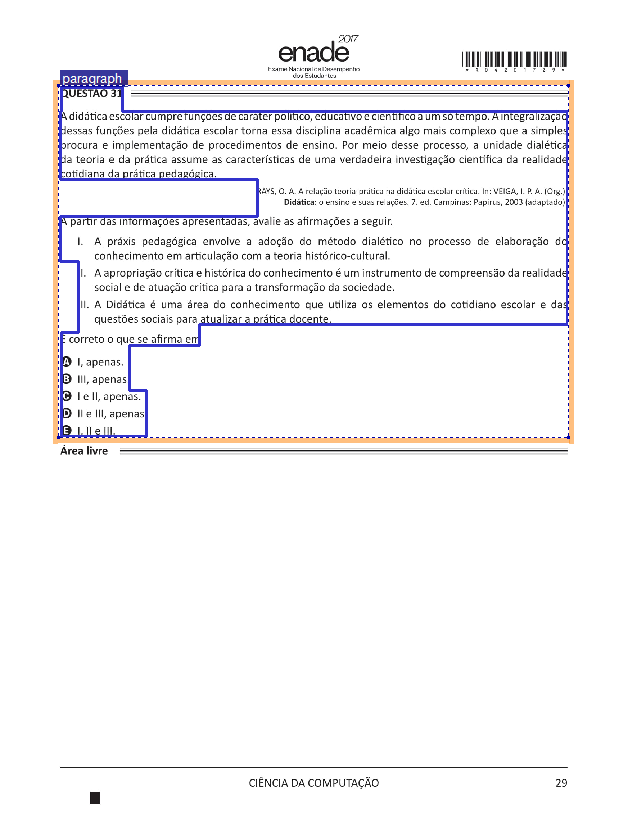 enade
2017
Exame Nacional de Desempenho
dos Estudantes
*R04201729*
paragraph
QUESTÃO 31
A didática escolar cumpre funções de caráter político, educativo e científico a um só tempo. A integralização
dessas funções pela didática escolar torna essa disciplina acadêmica algo mais complexo que a simples
procura e implementação de procedimentos de ensino. Por meio desse processo, a unidade dialética
da teoria e da prática assume as características de uma verdadeira investigação científica da realidade
cotidiana da prática pedagógica.
RAYS, O. A. A relação teoria-prática na didática escolar crítica. In: VEIGA, I. P. A. (Org.)
Didática: o ensino e suas relações. 7. ed. Campinas: Papirus, 2003 (adaptado)
A partir das informações apresentadas, avalie as afirmações a seguir.
I. A práxis pedagógica envolve a adoção do método dialético no processo de elaboração do
conhecimento em articulação com a teoria histórico-cultural.
II. A apropriação crítica e histórica do conhecimento é um instrumento de compreensão da realidade
social e de atuação crítica para a transformação da sociedade.
III. A Didática é uma área do conhecimento que utiliza os elementos do cotidiano escolar e das
questões sociais para atualizar a prática docente.
É correto o que se afirma em
A I, apenas.
B III, apenas
C I e II, apenas.
D II e III, apenas
E I, II e III.
Área livre
CIÊNCIA DA COMPUTAÇÃO
29